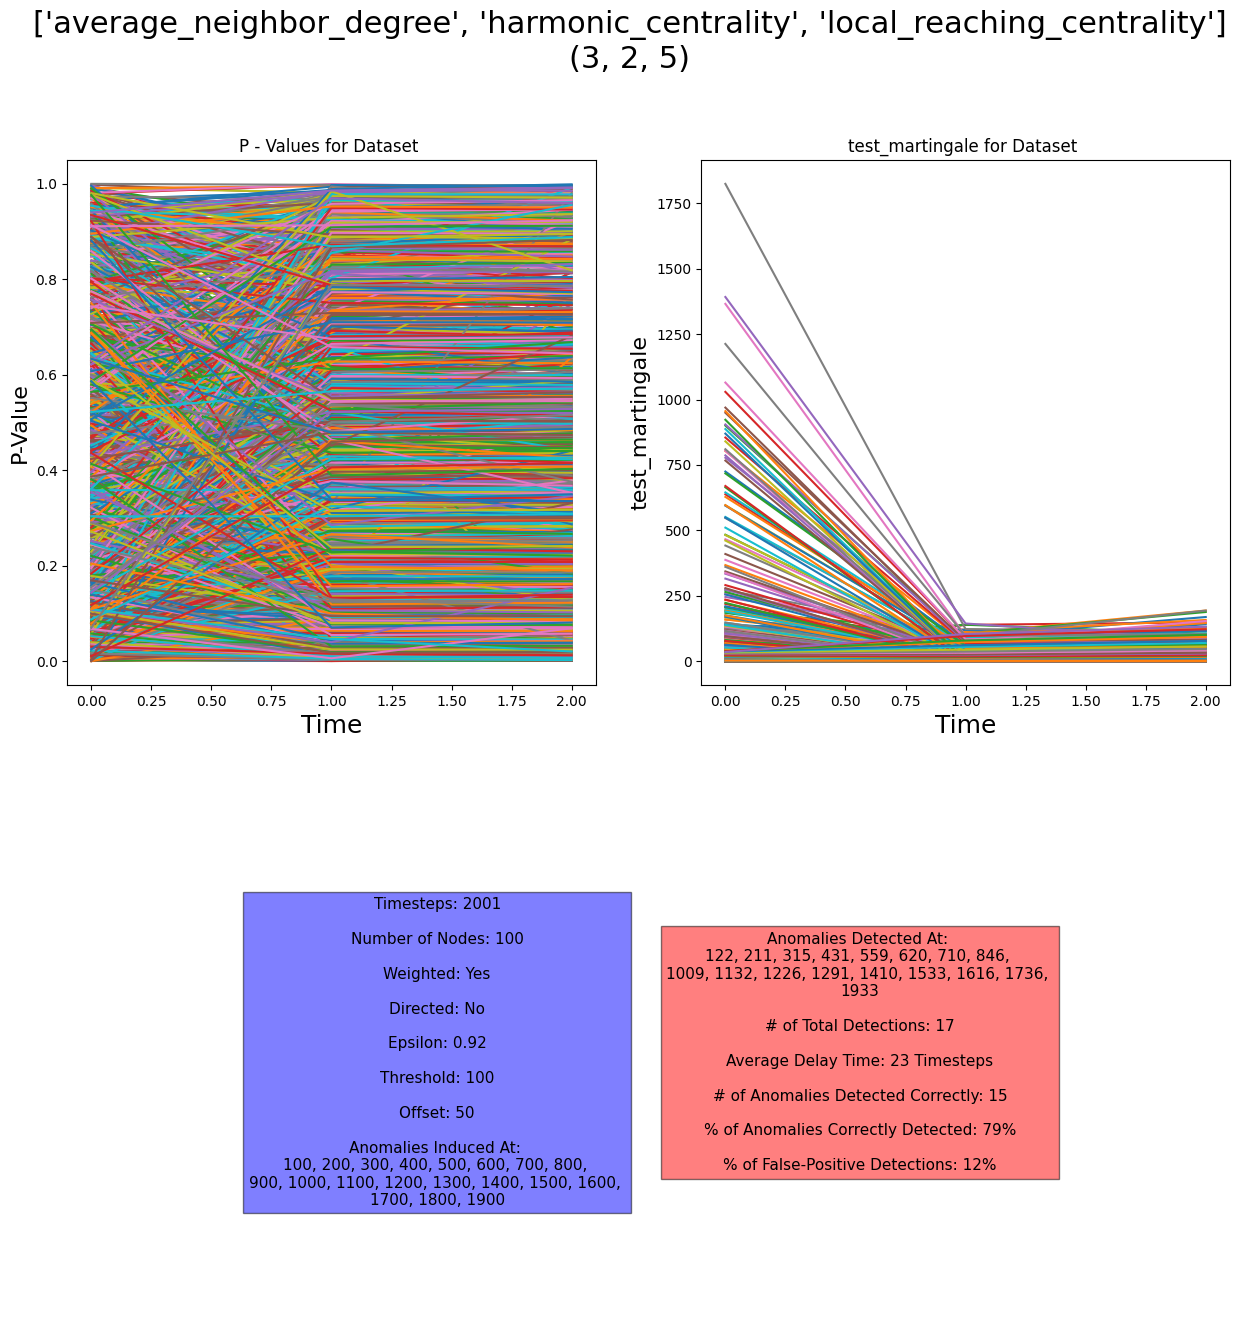 ['average_neighbor_degree', 'harmonic_centrality', 'local_reaching_centrality']
(3, 2, 5)
P - Values for Dataset
1.0
0.8
0.6
0.4
0.2
0.0
P-Value
0.00 0.25 0.50 0.75 1.00 1.25 1.50 1.75 2.00
Time
test_martingale for Dataset
1750
1500
1250
1000
750
500
250
0
test_martingale
0.00 0.25 0.50 0.75 1.00 1.25 1.50 1.75 2.00
Time
Timesteps: 2001
Number of Nodes: 100
Weighted: Yes
Directed: No
Epsilon: 0.92
Threshold: 100
Offset: 50
Anomalies Induced At:
100, 200, 300, 400, 500, 600, 700, 800,
900, 1000, 1100, 1200, 1300, 1400, 1500, 1600,
1700, 1800, 1900
Anomalies Detected At:
122, 211, 315, 431, 559, 620, 710, 846,
1009, 1132, 1226, 1291, 1410, 1533, 1616, 1736,
1933
# of Total Detections: 17
Average Delay Time: 23 Timesteps
# of Anomalies Detected Correctly: 15
% of Anomalies Correctly Detected: 79%
% of False-Positive Detections: 12%